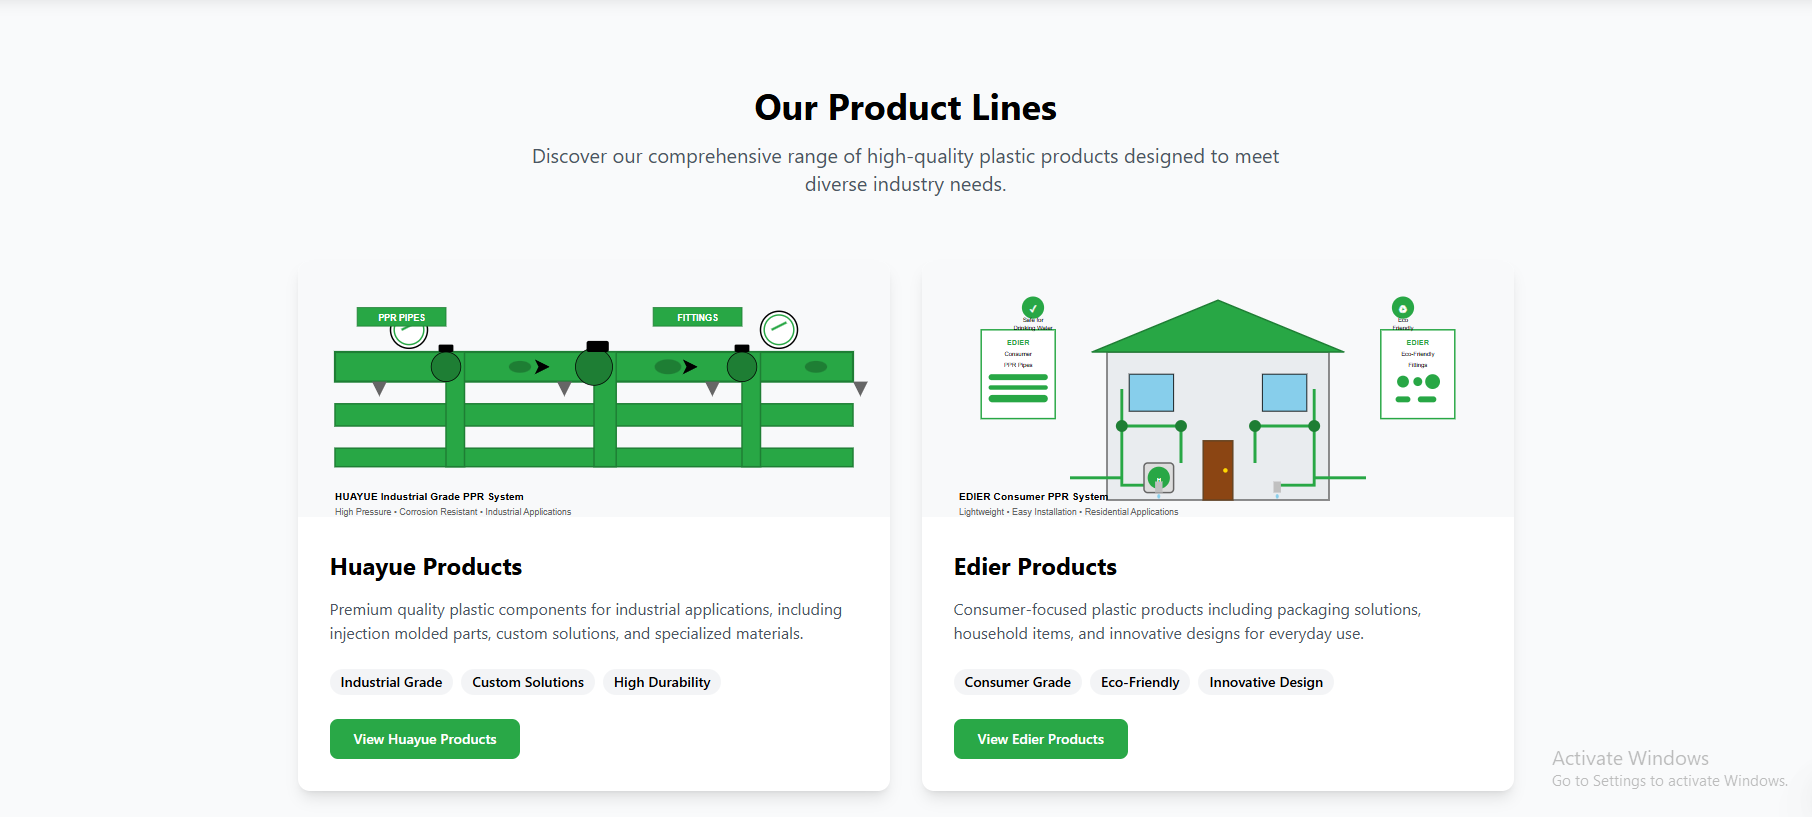 Our Product Lines
Discover our comprehensive range of high-quality plastic products designed to meet
diverse industry needs.
PPR PIPES
FITTINGS
HUAYUE Industrial Grade PPR System
High Pressure • Corrosion Resistant • Industrial Applications
Safe for
Drinking Water
EDIER
Consumer
PPR Pipes
Eco
Friendly
EDIER
Eco-Friendly
Fittings
EDIER Consumer PPR System
Lightweight • Easy Installation • Residential Applications
Huayue Products
Premium quality plastic components for industrial applications, including
injection molded parts, custom solutions, and specialized materials.
Industrial Grade
Custom Solutions
High Durability
View Huayue Products
Edier Products
Consumer-focused plastic products including packaging solutions,
household items, and innovative designs for everyday use.
Consumer Grade
Eco-Friendly
Innovative Design
View Edier Products
Activate Windows
Go to Settings to activate Windows.